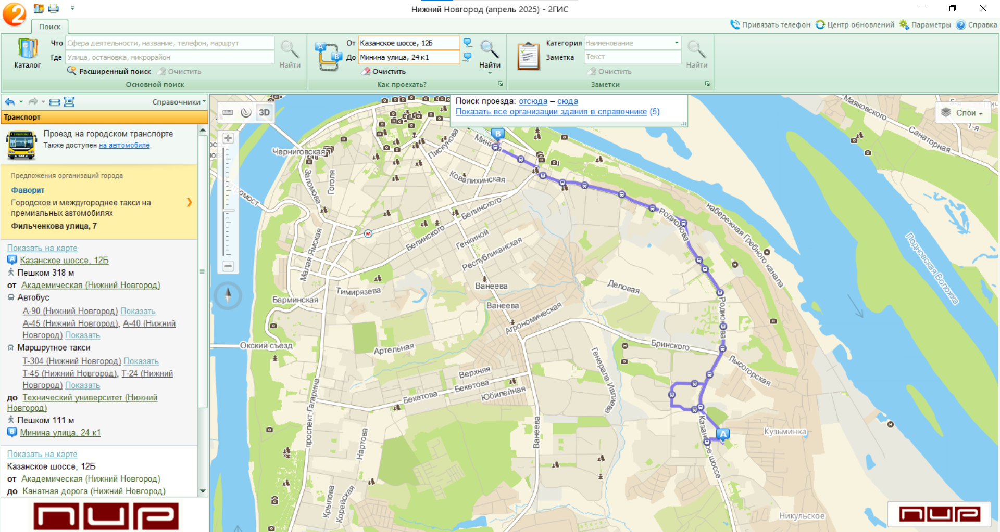 Нижний Новгород (апрель 2025) - 2ГИС
Поиск
Привязать телефон
Центр обновлений
Параметры
Справка
Каталог
Что
Сфера деятельности, название, телефон, маршрут
Где
Улица, остановка, микрорайон
Расширенный поиск
Очистить
Найти
Основной поиск
От
Казанское шоссе, 12Б
До
Минина улица, 24 к1
Очистить
Найти
Как проехать?
Категория
Наименование
Заметка
Текст
Очистить
Найти
Заметки
Справочники
Транспорт
Проезд на городском транспорте
Также доступен на автомобиле.
Предложения организаций города
Фаворит
Городское и междугороднее такси на
премиальных автомобилях
Фильченкова улица, 7
Показать на карте
A Казанское шоссе, 12Б
Пешком 318 м
от Академическая (Нижний Новгород)
Автобус
А-90 (Нижний Новгород) Показать
А-45 (Нижний Новгород), А-40 (Нижний
Новгород) Показать
Маршрутное такси
Т-304 (Нижний Новгород) Показать
Т-45 (Нижний Новгород), Т-24 (Нижний
Новгород) Показать
до Технический университет (Нижний
Новгород)
Пешком 111 м
B Минина улица, 24 к1
Показать на карте
Казанское шоссе, 12Б
от Академическая (Нижний Новгород)
до Канатная дорога (Нижний Новгород)
пир
3D
Поиск проезда: отсюда – сюда
Показать все организации здания в справочнике (5)
Слои
Маяковского
5-я
1-я
Санаторная
B
Минина
Пискунова
Черниговская
Заломова
Гоголя
Ковалихинская
Белинского
Белинского
Родионова
набережная Гребного канала
Подновская Воложка
Малая Ямская
М
Генкиной
Республиканская
Тимирязева
Ванеева
Ванеева
Деловая
Барминская
Агрономическая
Родионова
Окский съезд
Артельная
Бринского
Лысогорская
Генерала Ивлиева
Верхняя
Бекетова
Бекетова
Юбилейная
проспект Гагарина
Нартова
Ванеева
A
Казанское шоссе
Кузьминка
Крылова
Корейская
Никульское
пир